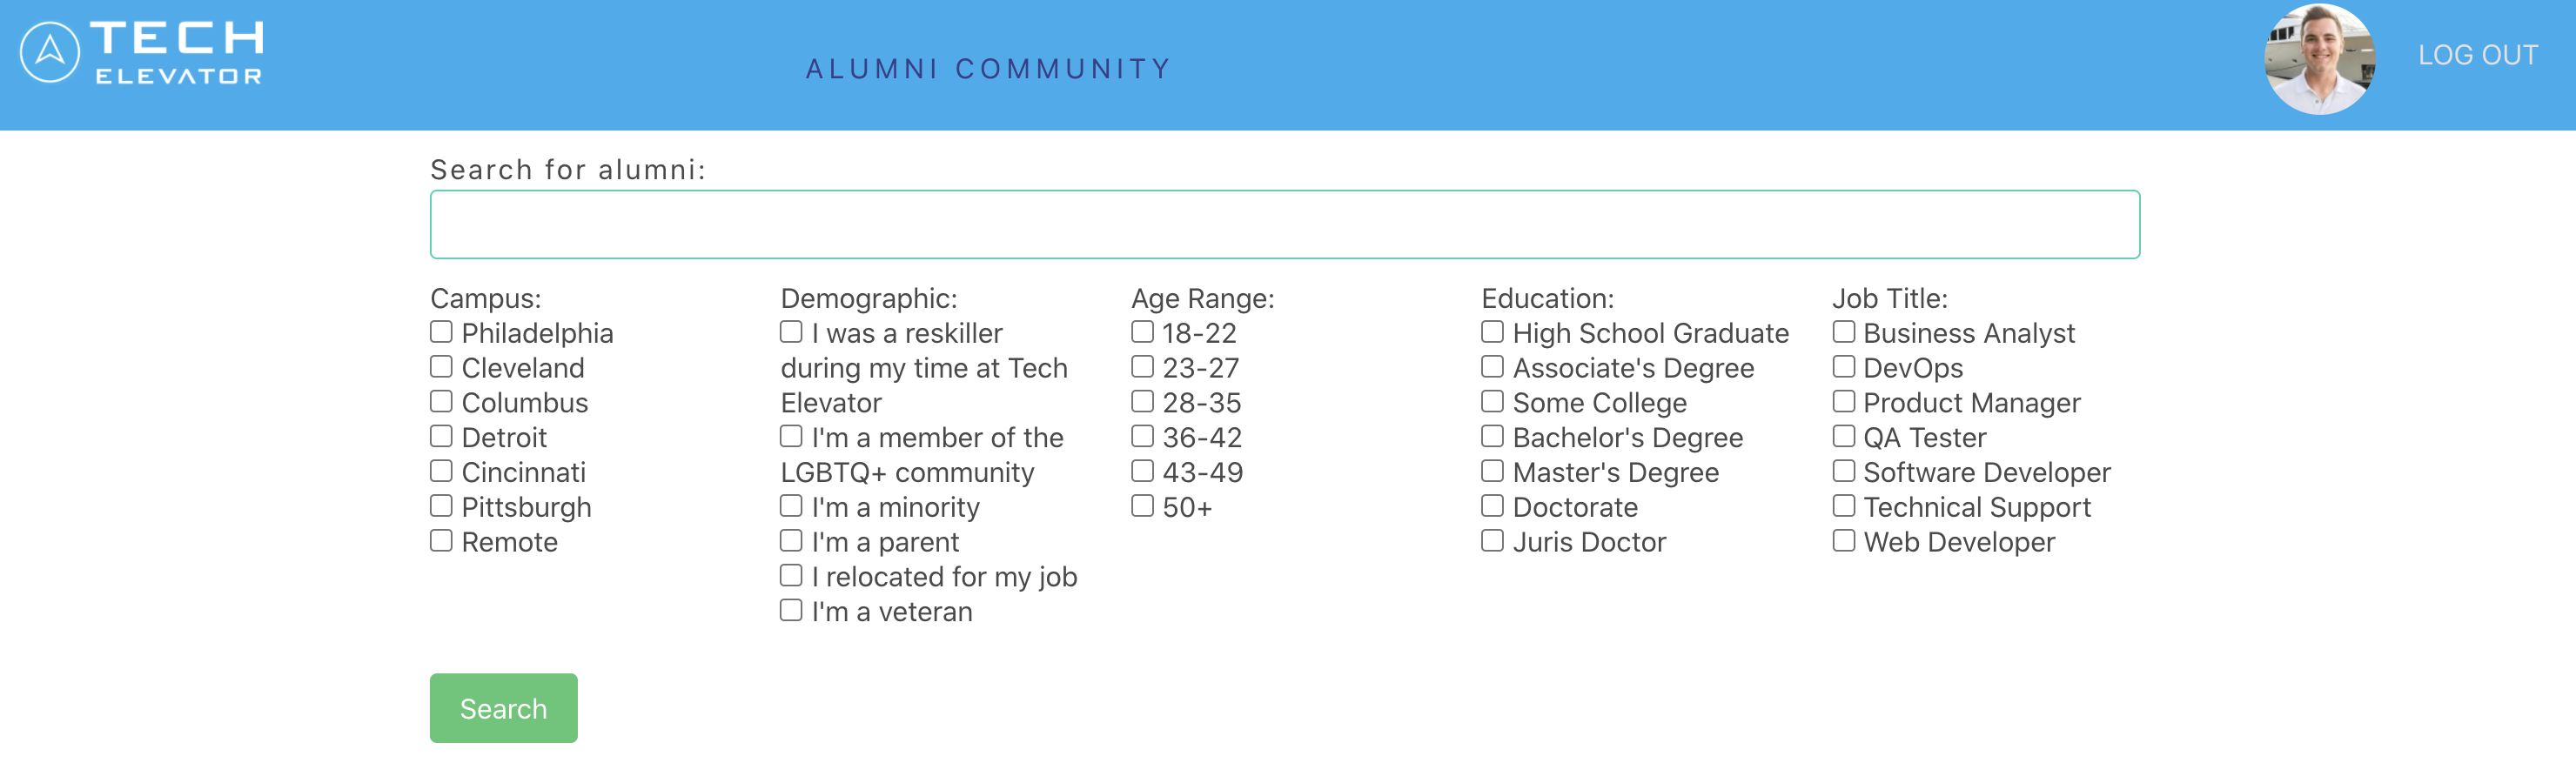 TECH
ELEVATOR
ALUMNI COMMUNITY
LOG OUT
Search for alumni:
Campus:
Philadelphia
Cleveland
Columbus
Detroit
Cincinnati
Pittsburgh
Remote
Demographic:
I was a reskiller
during my time at Tech
Elevator
I'm a member of the
LGBTQ+ community
I'm a minority
I'm a parent
I relocated for my job
I'm a veteran
Age Range:
18-22
23-27
28-35
36-42
43-49
50+
Education:
High School Graduate
Associate's Degree
Some College
Bachelor's Degree
Master's Degree
Doctorate
Juris Doctor
Job Title:
Business Analyst
DevOps
Product Manager
QA Tester
Software Developer
Technical Support
Web Developer
Search